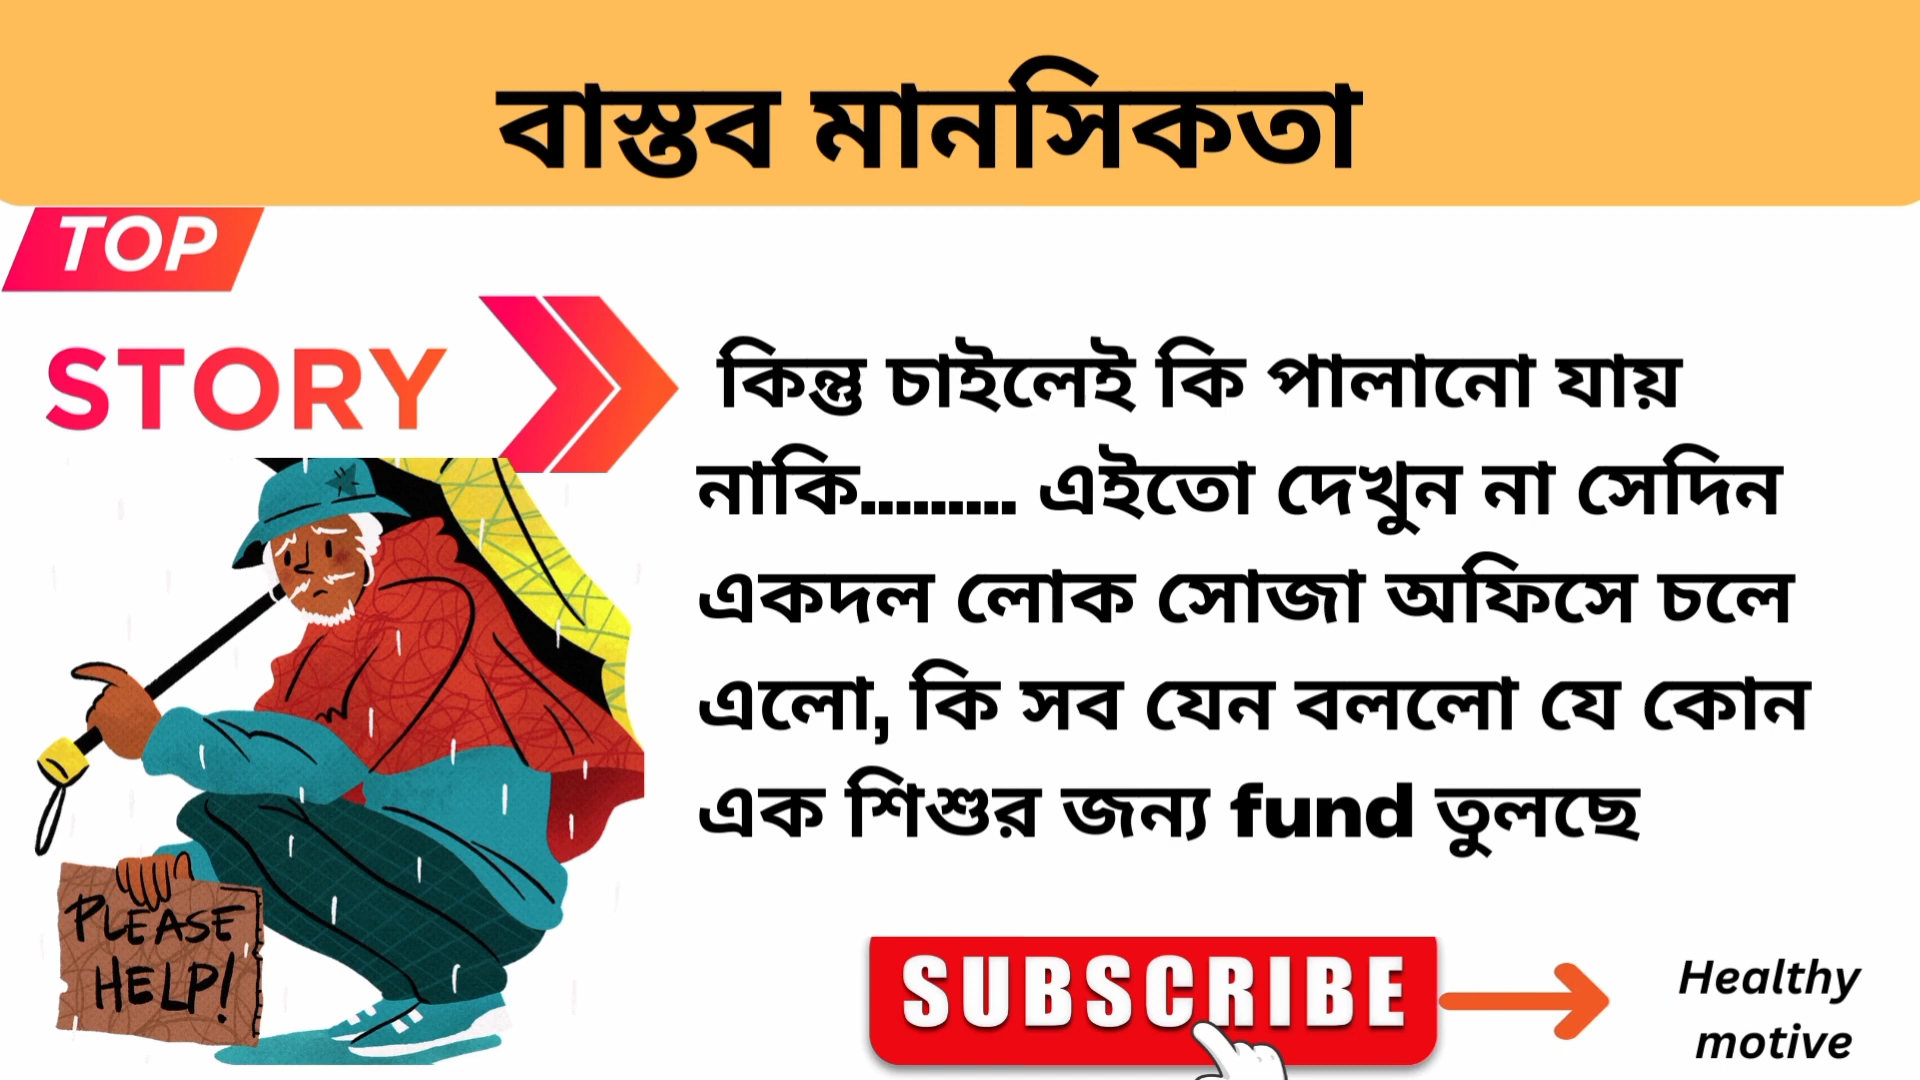 বাস্তব মানসিকতা
TOP
STORY
কিন্তু চাইলেই কি পালানো যায়
নাকি......... এইতো দেখুন না সেদিন
একদল লোক সোজা অফিসে চলে
এলো, কি সব যেন বললো যে কোন
এক শিশুর জন্য fund তুলছে
PLEASE
HELP!
SUBSCRIBE
Healthy
motive